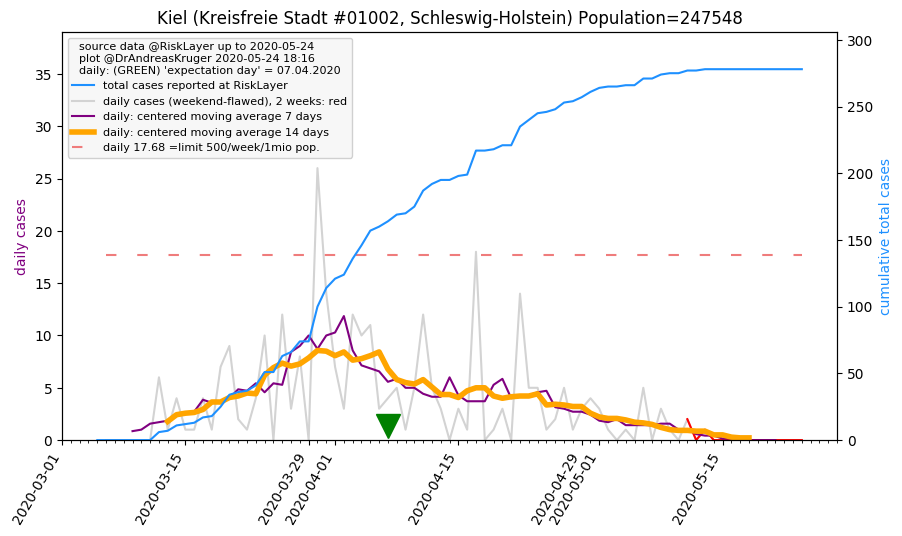 Kiel (Kreisfreie Stadt #01002, Schleswig-Holstein) Population=247548
source data @RiskLayer up to 2020-05-24
plot @DrAndreasKruger 2020-05-24 18:16
daily: (GREEN) 'expectation day' = 07.04.2020
total cases reported at RiskLayer
daily cases (weekend-flawed), 2 weeks: red
daily: centered moving average 7 days
daily: centered moving average 14 days
daily 17.68 =limit 500/week/1mio pop.
daily cases
35
30
25
20
15
10
5
0
cumulative total cases
300
250
200
150
100
50
0
2020-03-01
2020-03-15
2020-03-29
2020-04-01
2020-04-15
2020-04-29
2020-05-01
2020-05-15